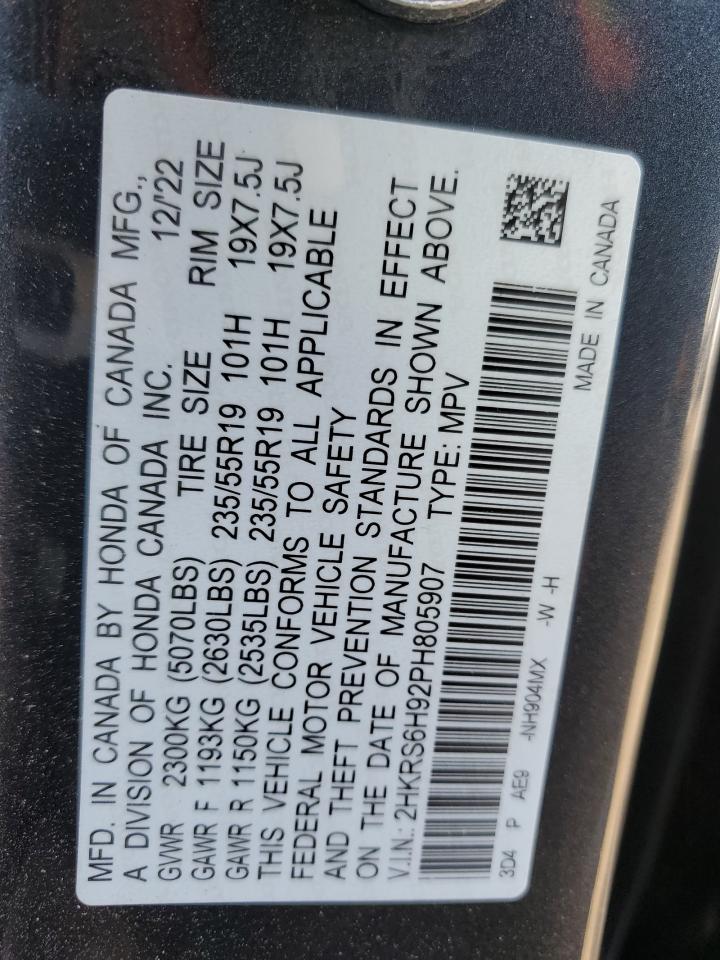 MFD. IN CANADA BY HONDA OF CANADA MFG.,
A DIVISION OF HONDA CANADA INC. 12/'22
GVWR 2300KG (5070LBS) TIRE SIZE RIM SIZE
GAWR F 1193KG (2630LBS) 235/55R19 101H 19X7.5J
GAWR R 1150KG (2535LBS) 235/55R19 101H 19X7.5J
THIS VEHICLE CONFORMS TO ALL APPLICABLE
FEDERAL MOTOR VEHICLE SAFETY
AND THEFT PREVENTION STANDARDS IN EFFECT
ON THE DATE OF MANUFACTURE SHOWN ABOVE.
V.I.N.: 2HKRS6H92PH805907 TYPE: MPV
3D4 P AE9 -NH904MX -W -H
MADE IN CANADA